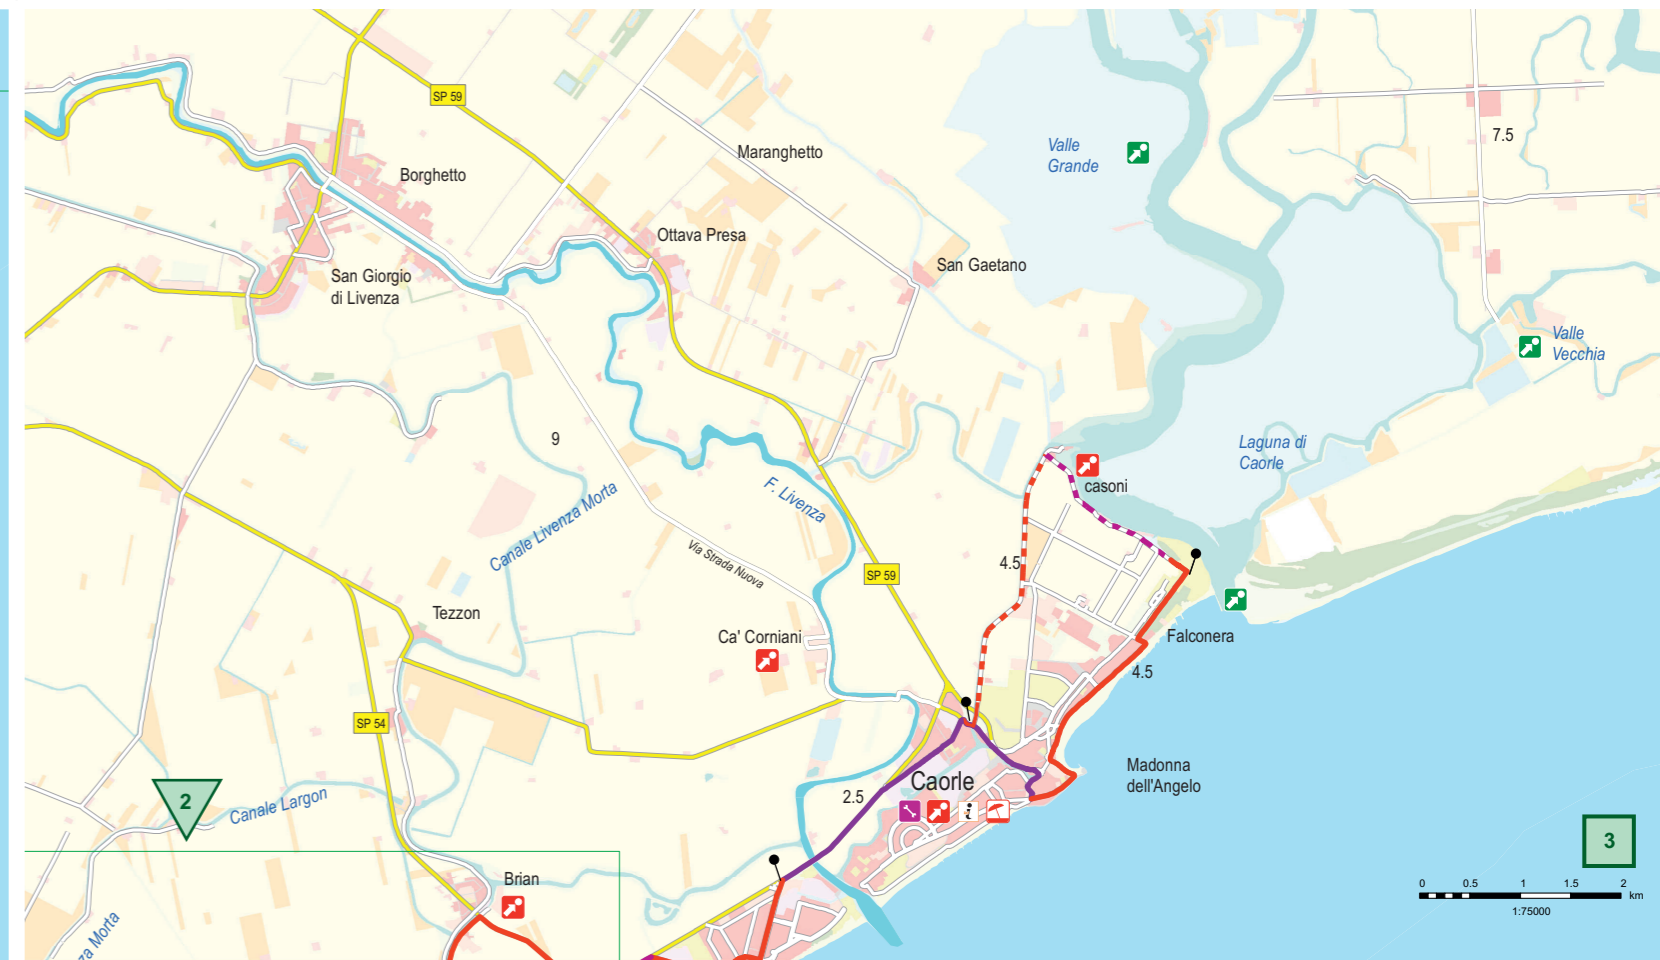 SP 59
Maranghetto
Valle
Grande
7.5
Borghetto
Ottava Presa
San Gaetano
San Giorgio
di Livenza
Valle
Vecchia
9
Laguna di
Caorle
F. Livenza
casoni
Canale Livenza Morta
Via Strada Nuova
4.5
SP 59
Tezzon
Ca' Corniani
Falconera
4.5
SP 54
Madonna
dell'Angelo
Caorle
2.5
i
2
Canale Largon
3
Brian
0 0.5 1 1.5 2
km
1:75000
Morta